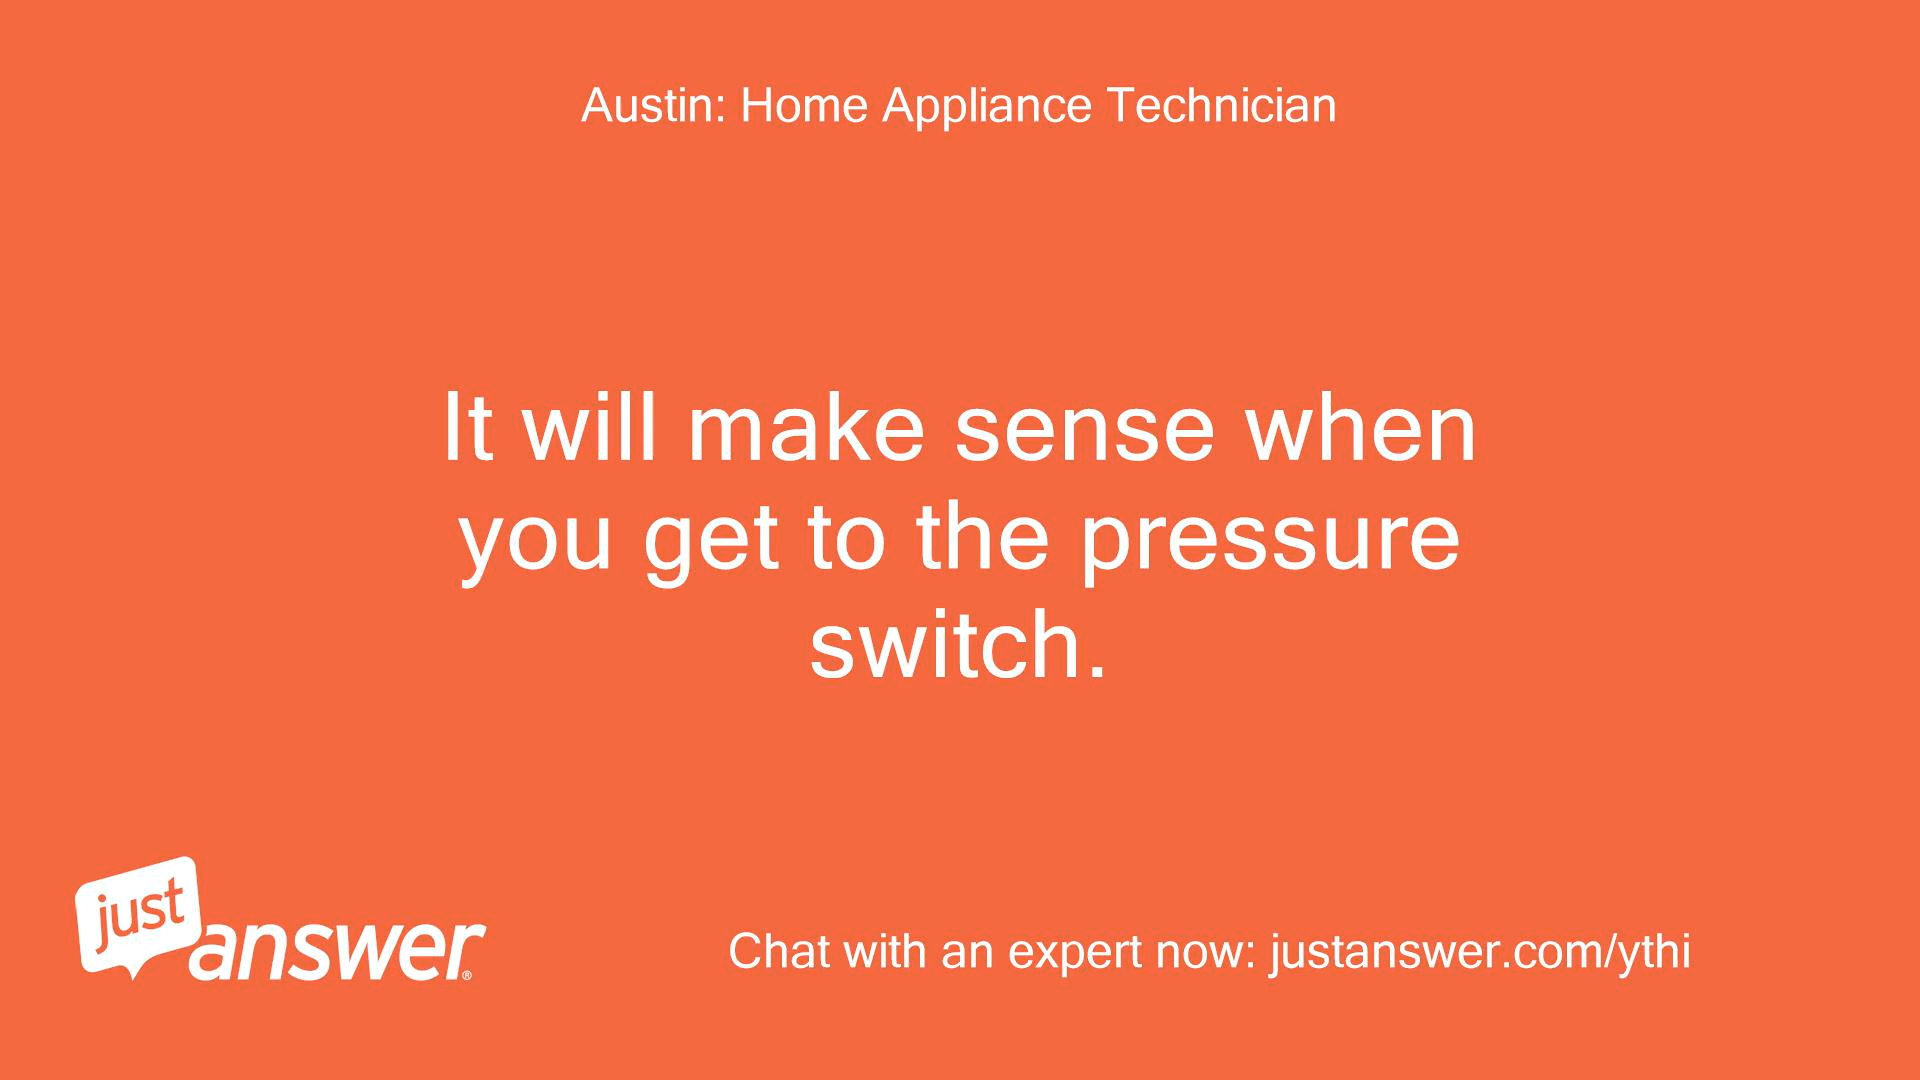 Austin: Home Appliance Technician
It will make sense when
you get to the pressure
switch.
just
answer®
Chat with an expert now: justanswer.com/ythi